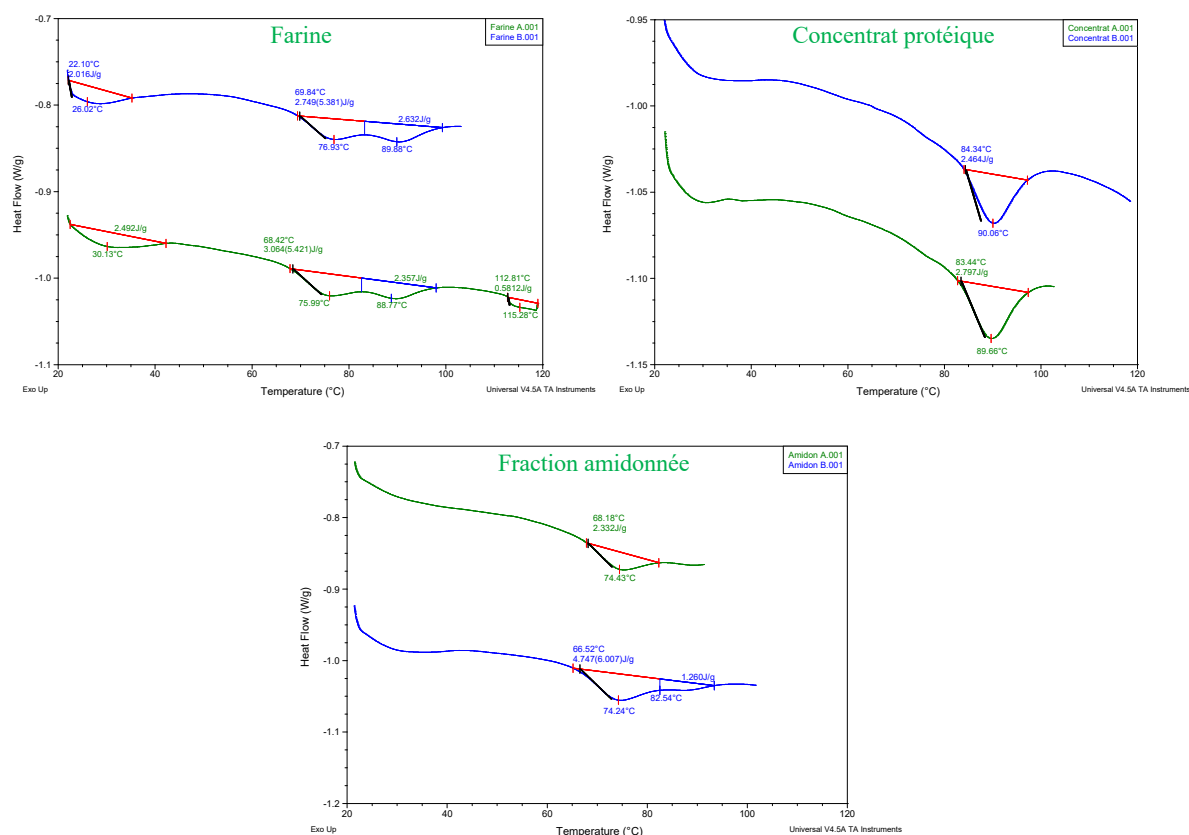 Farine
Farine A.001
Farine B.001
-0.7
-0.8
-0.9
-1.0
-1.1
Heat Flow (W/g)
22.10°C
2.016J/g
26.02°C
69.84°C
2.749(5.381)J/g
2.632J/g
76.93°C
89.88°C
2.492J/g
30.13°C
68.42°C
3.064(5.421)J/g
2.357J/g
75.99°C
88.77°C
112.81°C
0.5812J/g
115.28°C
20
40
60
80
100
120
Exo Up
Temperature (°C)
Universal V4.5A TA Instruments
Concentrat protéique
Concentrat A.001
Concentrat B.001
-0.95
-1.00
-1.05
-1.10
-1.15
Heat Flow (W/g)
84.34°C
2.464J/g
90.06°C
83.44°C
2.797J/g
89.66°C
20
40
60
80
100
120
Exo Up
Temperature (°C)
Universal V4.5A TA Instruments
Fraction amidonnée
Amidon A.001
Amidon B.001
-0.7
-0.8
-0.9
-1.0
-1.1
-1.2
Heat Flow (W/g)
68.18°C
2.332J/g
74.43°C
66.52°C
4.747(6.007)J/g
1.260J/g
82.54°C
74.24°C
20
40
60
80
100
120
Exo Up
Temperature (°C)
Universal V4.5A TA Instruments